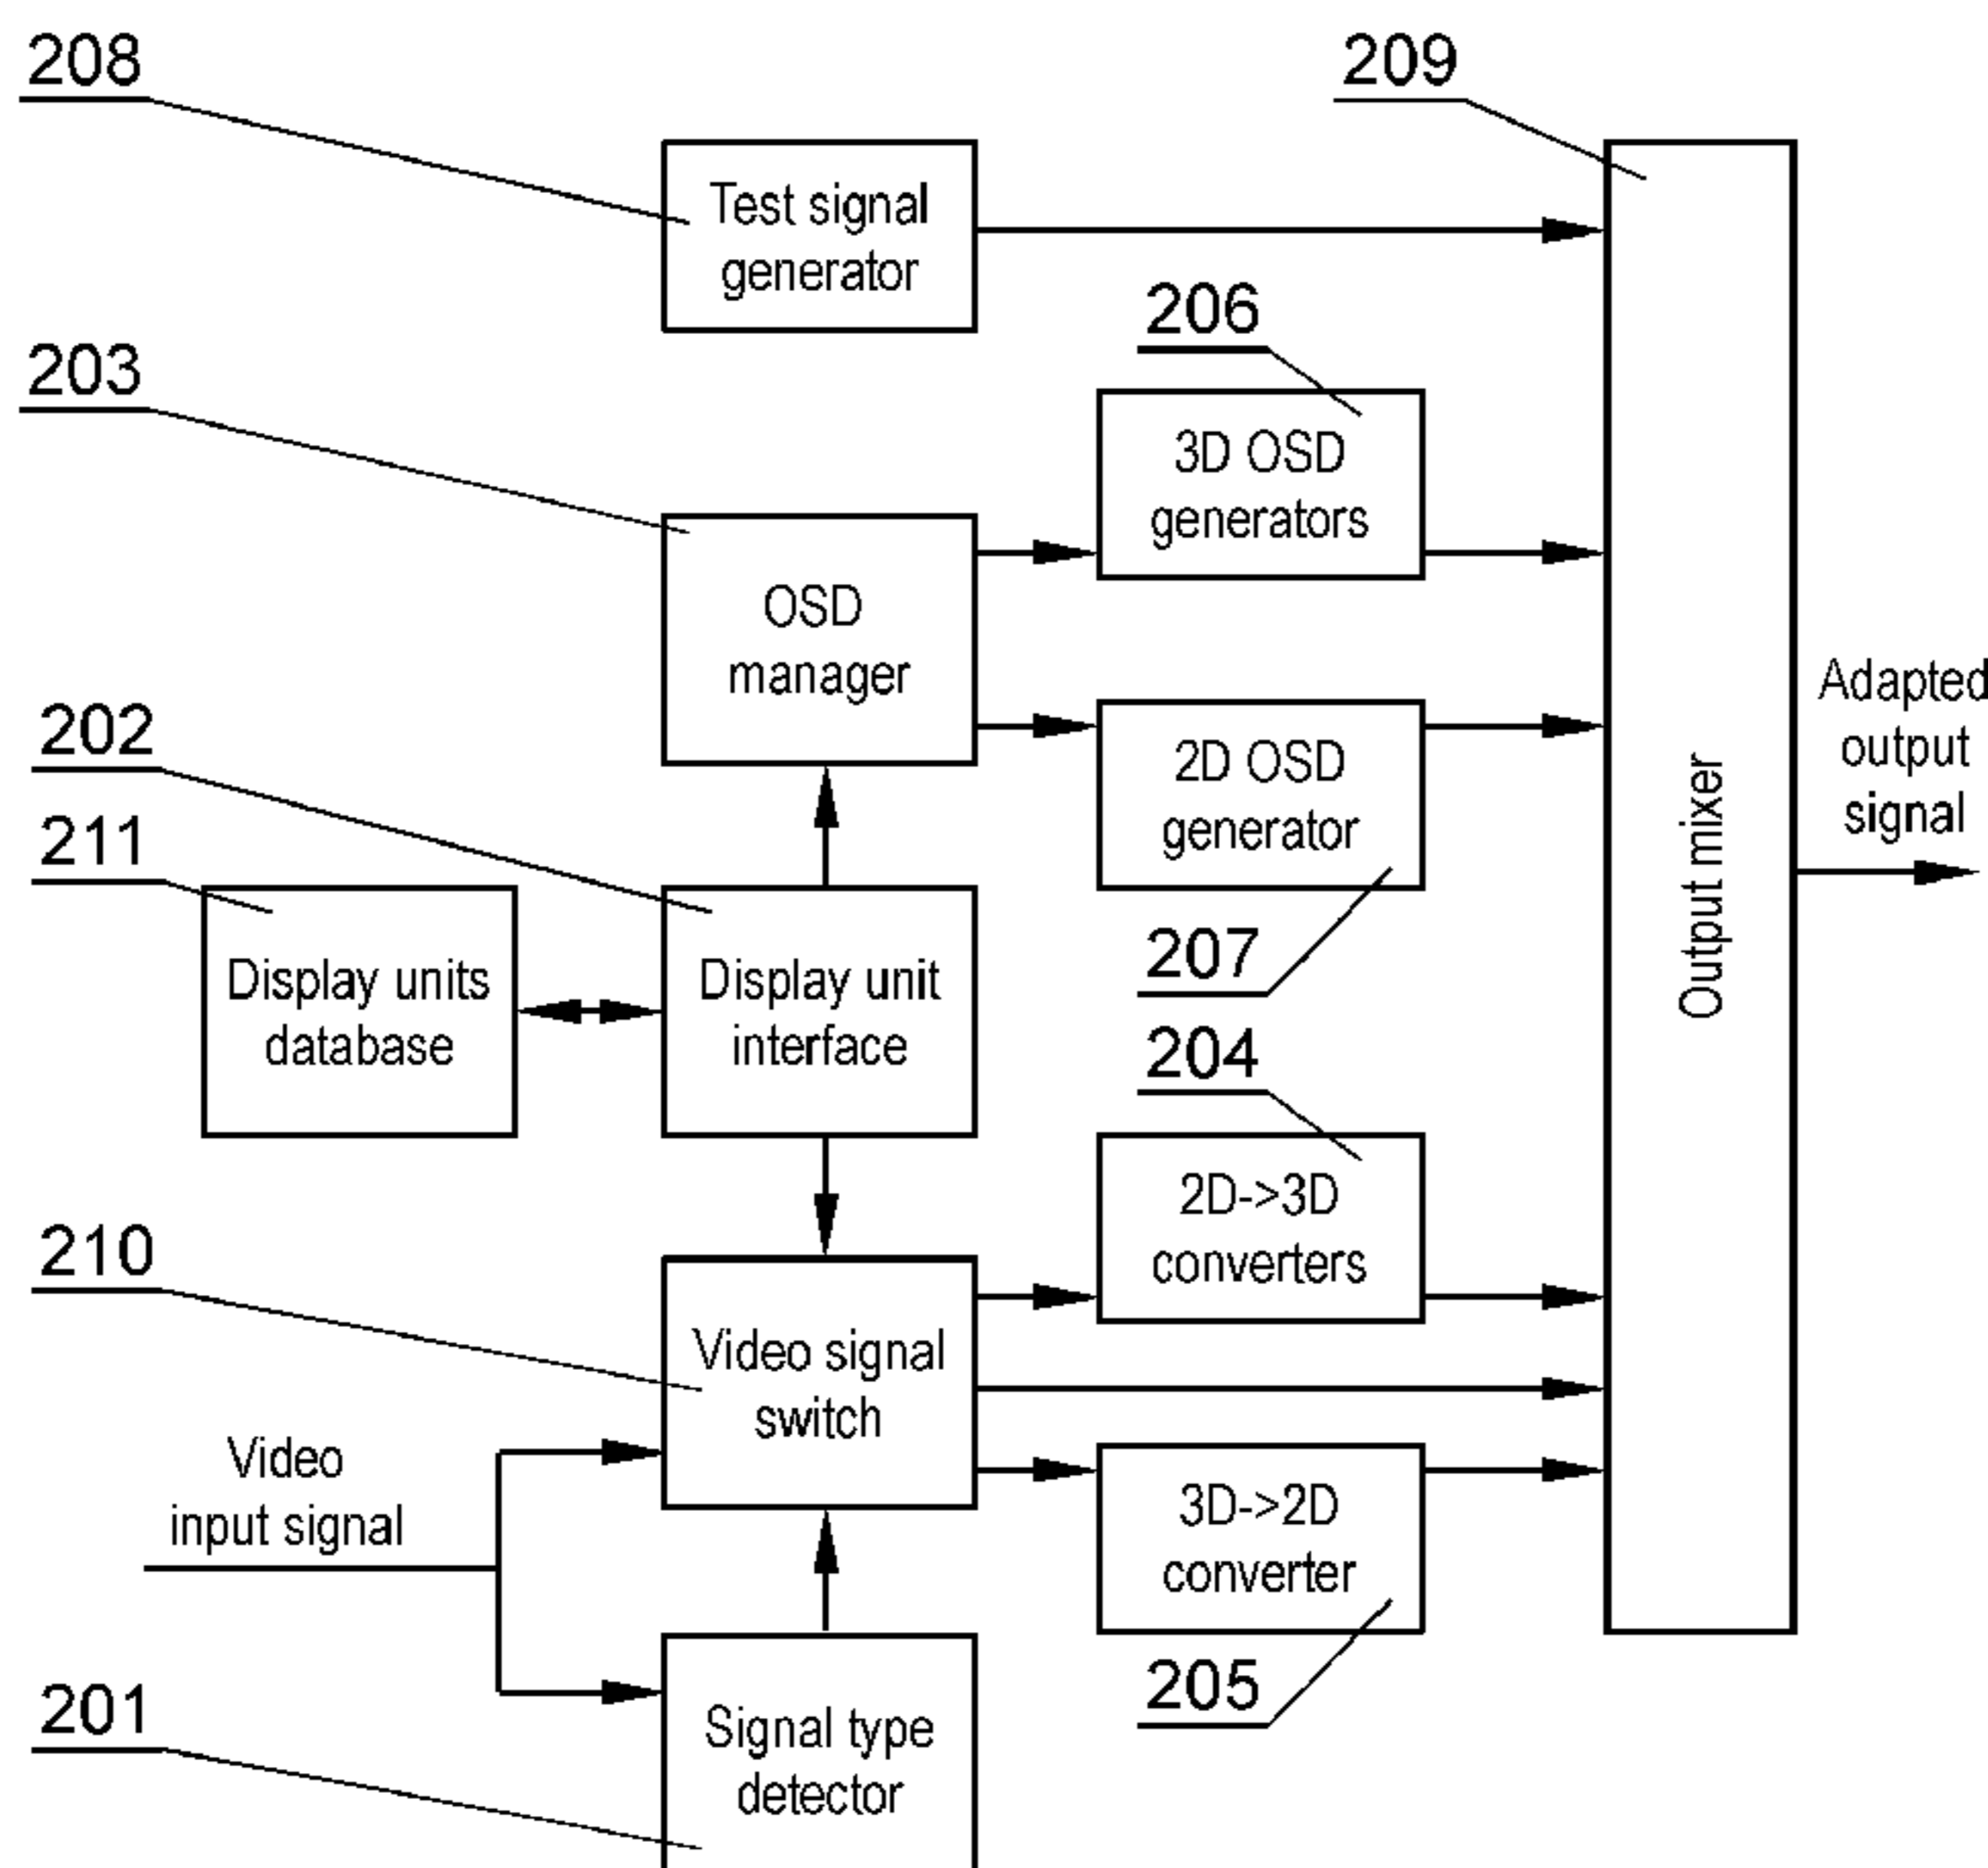 208
209
Test signal
generator
206
203
3D OSD
generators
OSD
manager
202
2D OSD
generator
Adapted
output
signal
Output mixer
211
207
Display units
database
Display unit
interface
204
2D->3D
converters
210
Video signal
switch
Video
input signal
3D->2D
converter
205
201
Signal type
detector